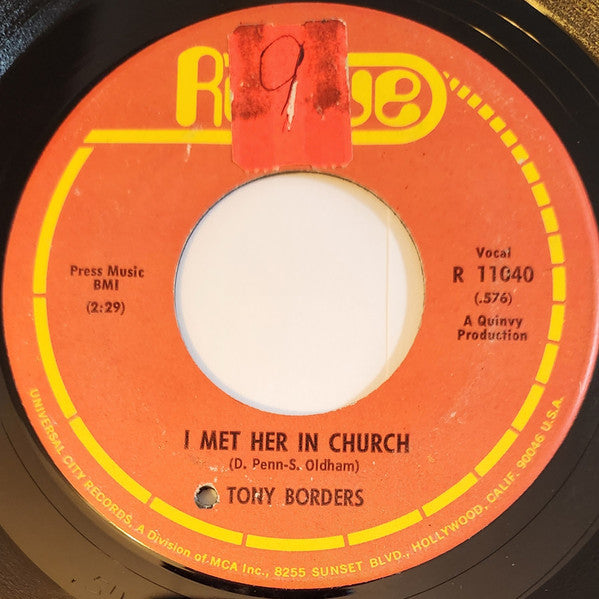 9
Press Music
BMI
(2:29)
Vocal
R 11040
(.576)
A Quinvy
Production
I MET HER IN CHURCH
(D. Penn-S. Oldham)
TONY BORDERS
UNIVERSAL CITY RECORDS, A Division of MCA Inc., 8255 SUNSET BLVD., HOLLYWOOD, CALIF. 90046 U.S.A.